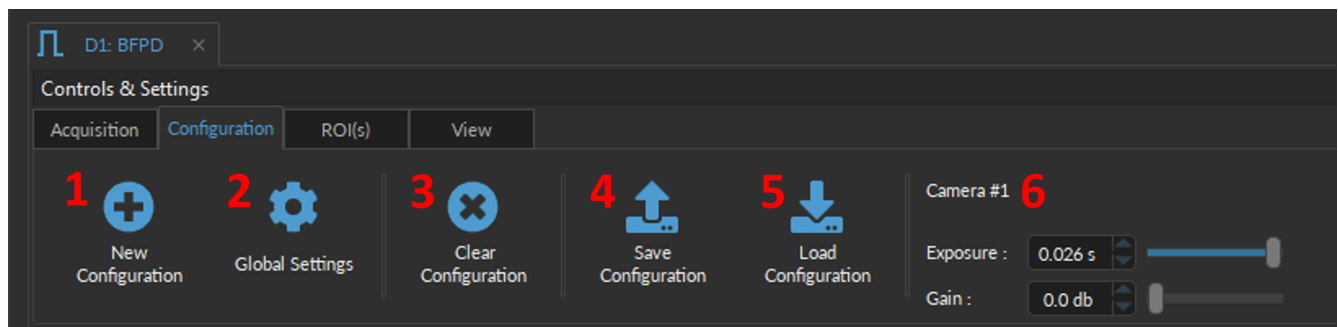 D1: BFPD ×
Controls & Settings
Acquisition Configuration ROI(s) View
1 New
Configuration
2 Global Settings
3 Clear
Configuration
4 Save
Configuration
5 Load
Configuration
Camera #1 6
Exposure : 0.026 s
Gain : 0.0 db